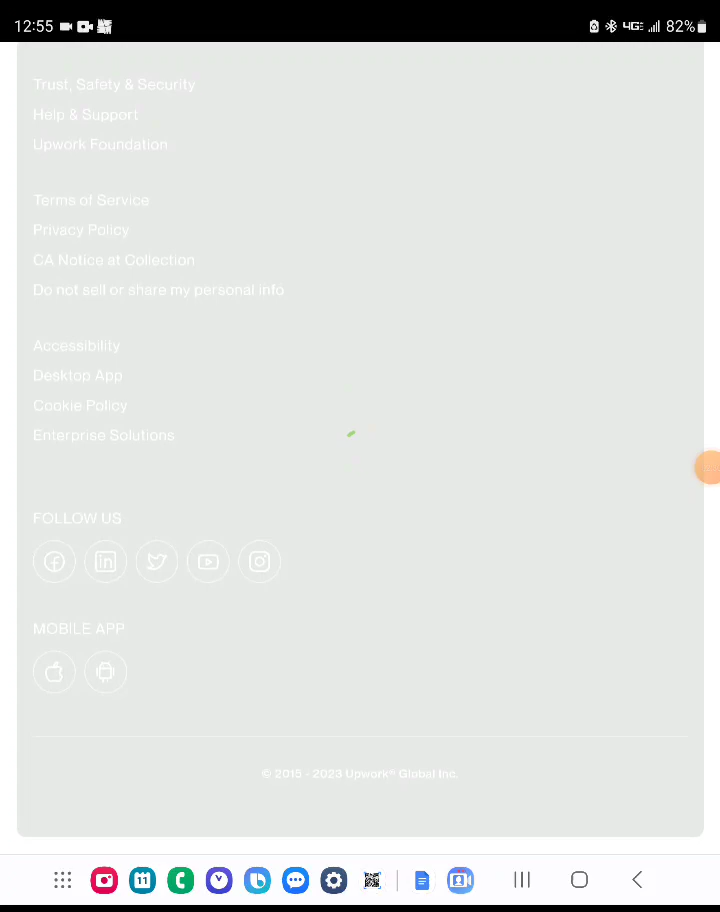 12:55
4G 82%
Trust, Safety & Security
Help & Support
Upwork Foundation
Terms of Service
Privacy Policy
CA Notice at Collection
Do not sell or share my personal info
Accessibility
Desktop App
Cookie Policy
Enterprise Solutions
FOLLOW US
in
MOBILE APP
© 2015 - 2023 Upwork® Global Inc.
11